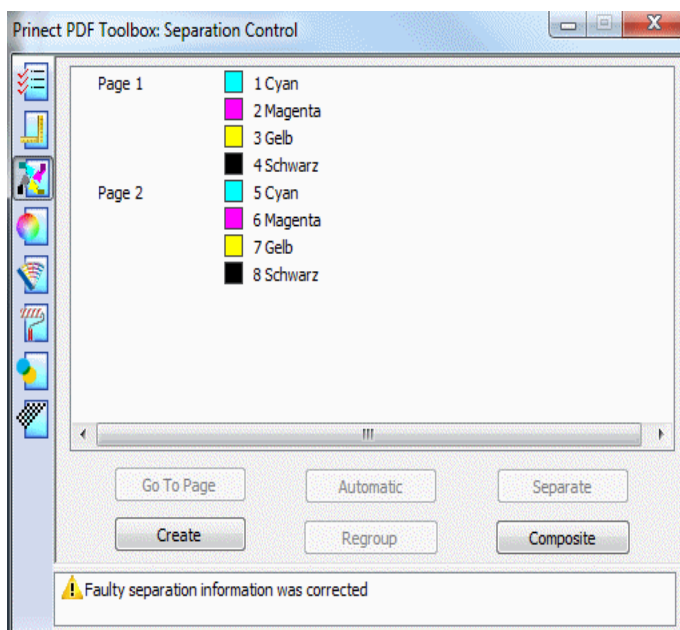 Prinect PDF Toolbox: Separation Control
Page 1 1 Cyan
2 Magenta
3 Gelb
4 Schwarz
Page 2 5 Cyan
6 Magenta
7 Gelb
8 Schwarz
Go To Page Automatic Separate
Create Regroup Composite
Faulty separation information was corrected